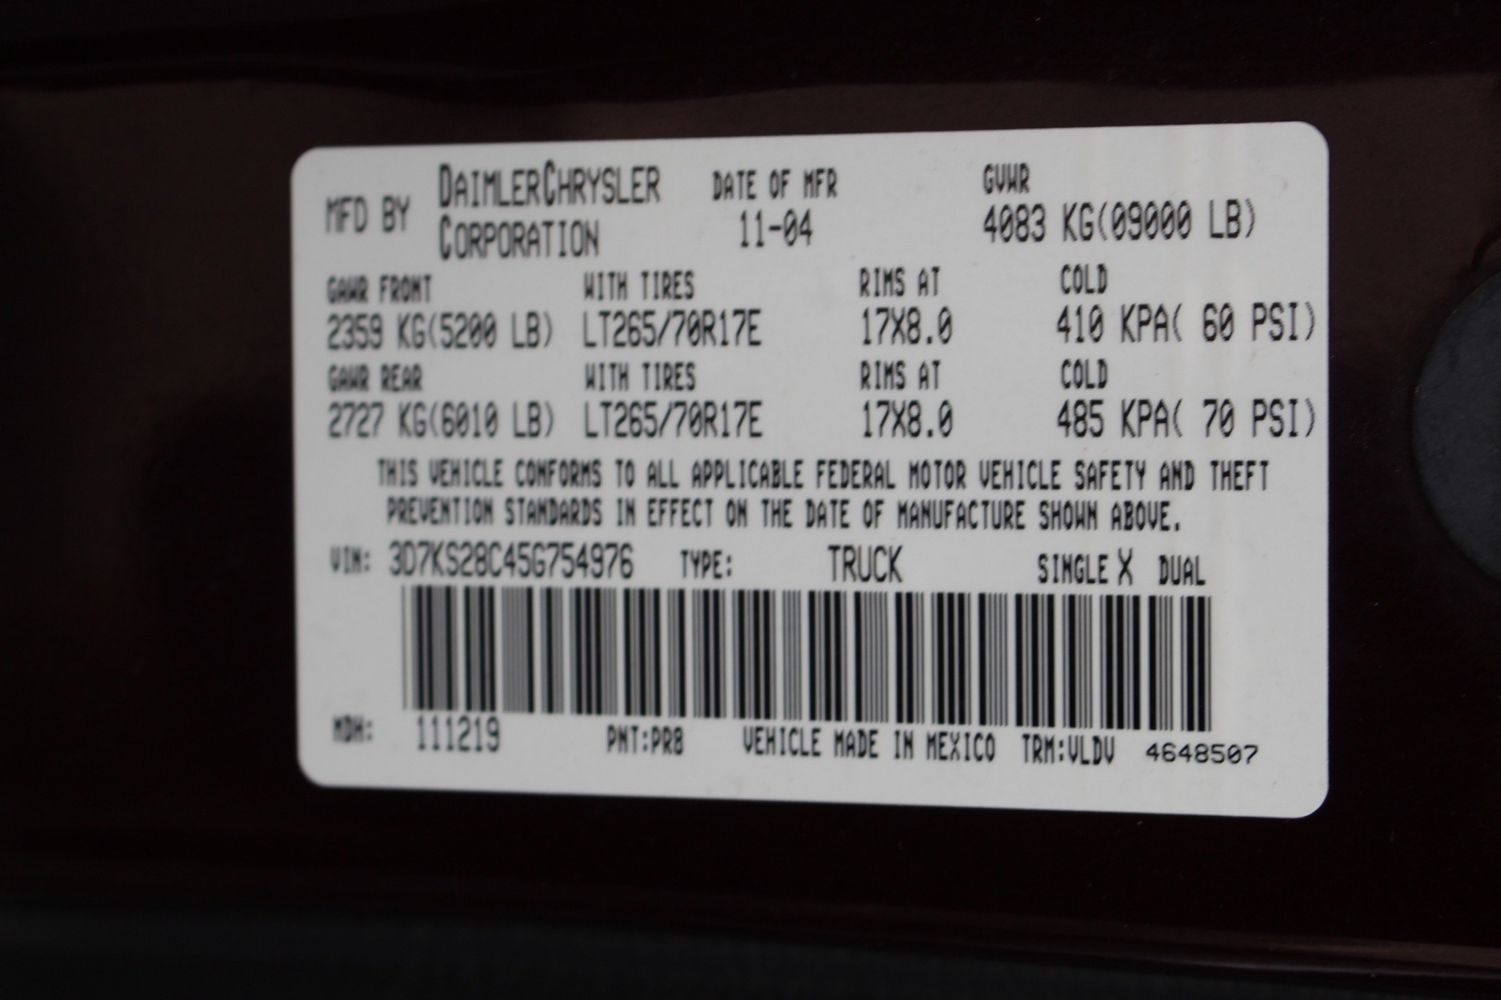 MFD BY DAIMLERCHRYSLER CORPORATION DATE OF MFR 11-04 GVWR 4083 KG(09000 LB)
GAWR FRONT WITH TIRES RIMS AT COLD
2359 KG(5200 LB) LT265/70R17E 17X8.0 410 KPA( 60 PSI)
GAWR REAR WITH TIRES RIMS AT COLD
2727 KG(6010 LB) LT265/70R17E 17X8.0 485 KPA( 70 PSI)
THIS VEHICLE CONFORMS TO ALL APPLICABLE FEDERAL MOTOR VEHICLE SAFETY AND THEFT
PREVENTION STANDARDS IN EFFECT ON THE DATE OF MANUFACTURE SHOWN ABOVE.
VIN: 3D7KS28C45G754976 TYPE: TRUCK SINGLE X DUAL
MDH: 111219 PNT:PR8 VEHICLE MADE IN MEXICO TRM:VLDV 4648507